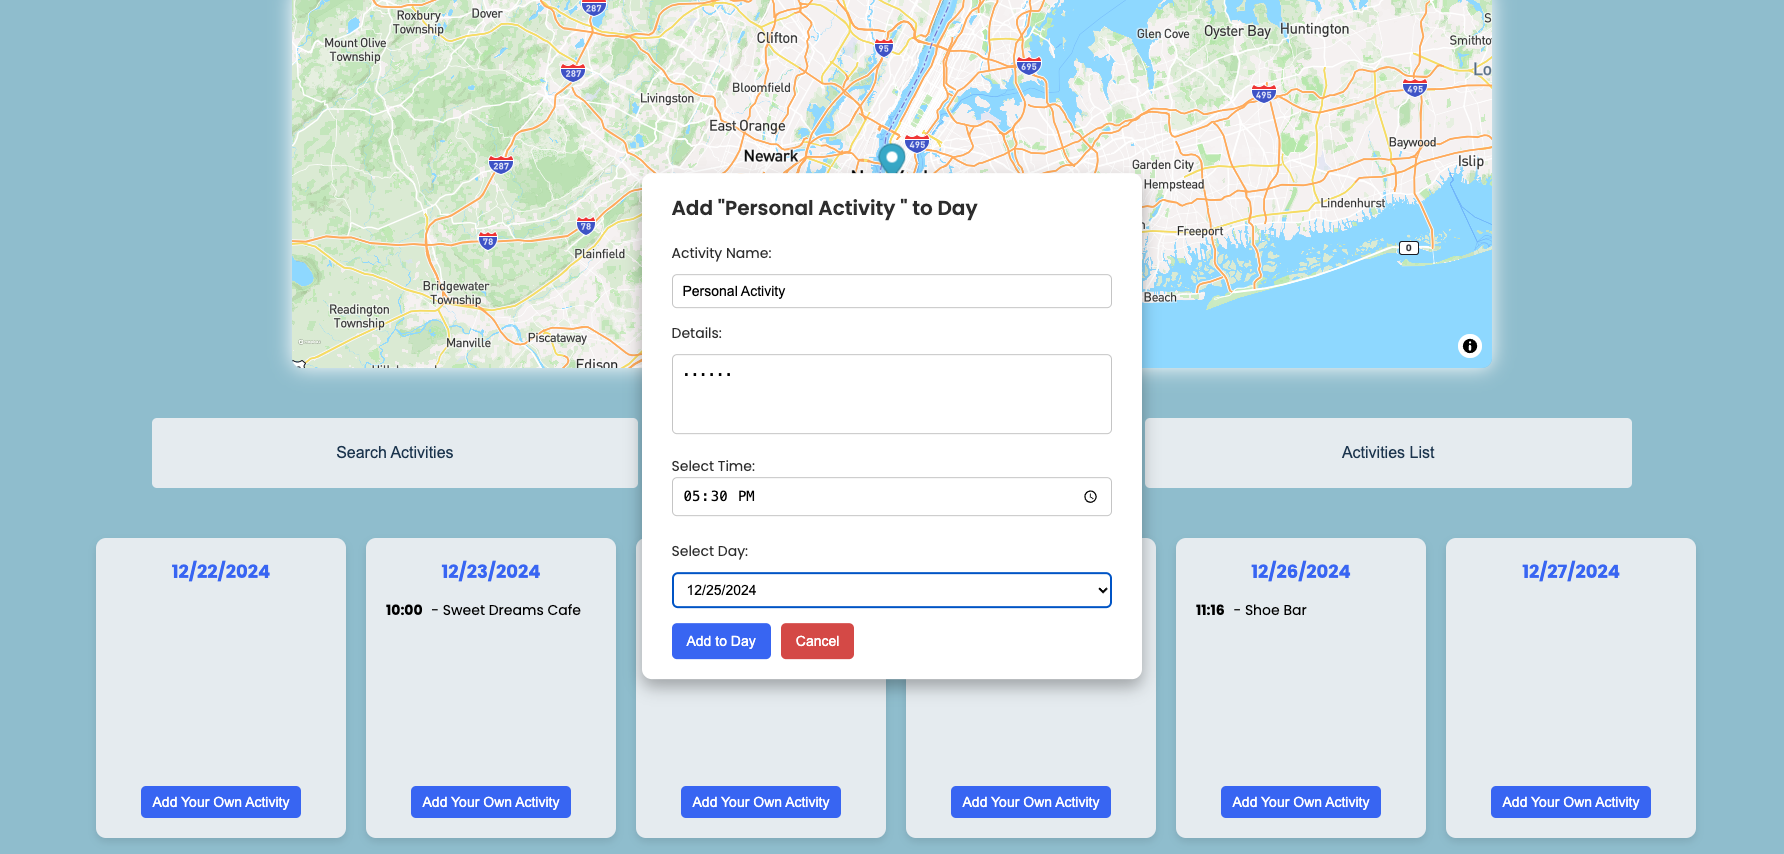 Roxbury
Township
Dover
287
Mount Olive
Township
287
Clifton
95
695
Glen Cove
Oyster Bay
Huntington
Bloomfield
Livingston
495
495
East Orange
495
Newark
Baywood
287
Garden City
Islip
Hempstead
Lindenhurst
78
78
Freeport
0
Plainfield
Bridgewater
Township
Beach
Readington
Township
Manville
Piscataway
Edison
Add "Personal Activity " to Day
Activity Name:
Personal Activity
Details:
......
Select Time:
05:30 PM
Select Day:
12/25/2024
Add to Day
Cancel
Search Activities
Activities List
12/22/2024
Add Your Own Activity
12/23/2024
10:00 - Sweet Dreams Cafe
Add Your Own Activity
Add Your Own Activity
Add Your Own Activity
12/26/2024
11:16 - Shoe Bar
Add Your Own Activity
12/27/2024
Add Your Own Activity